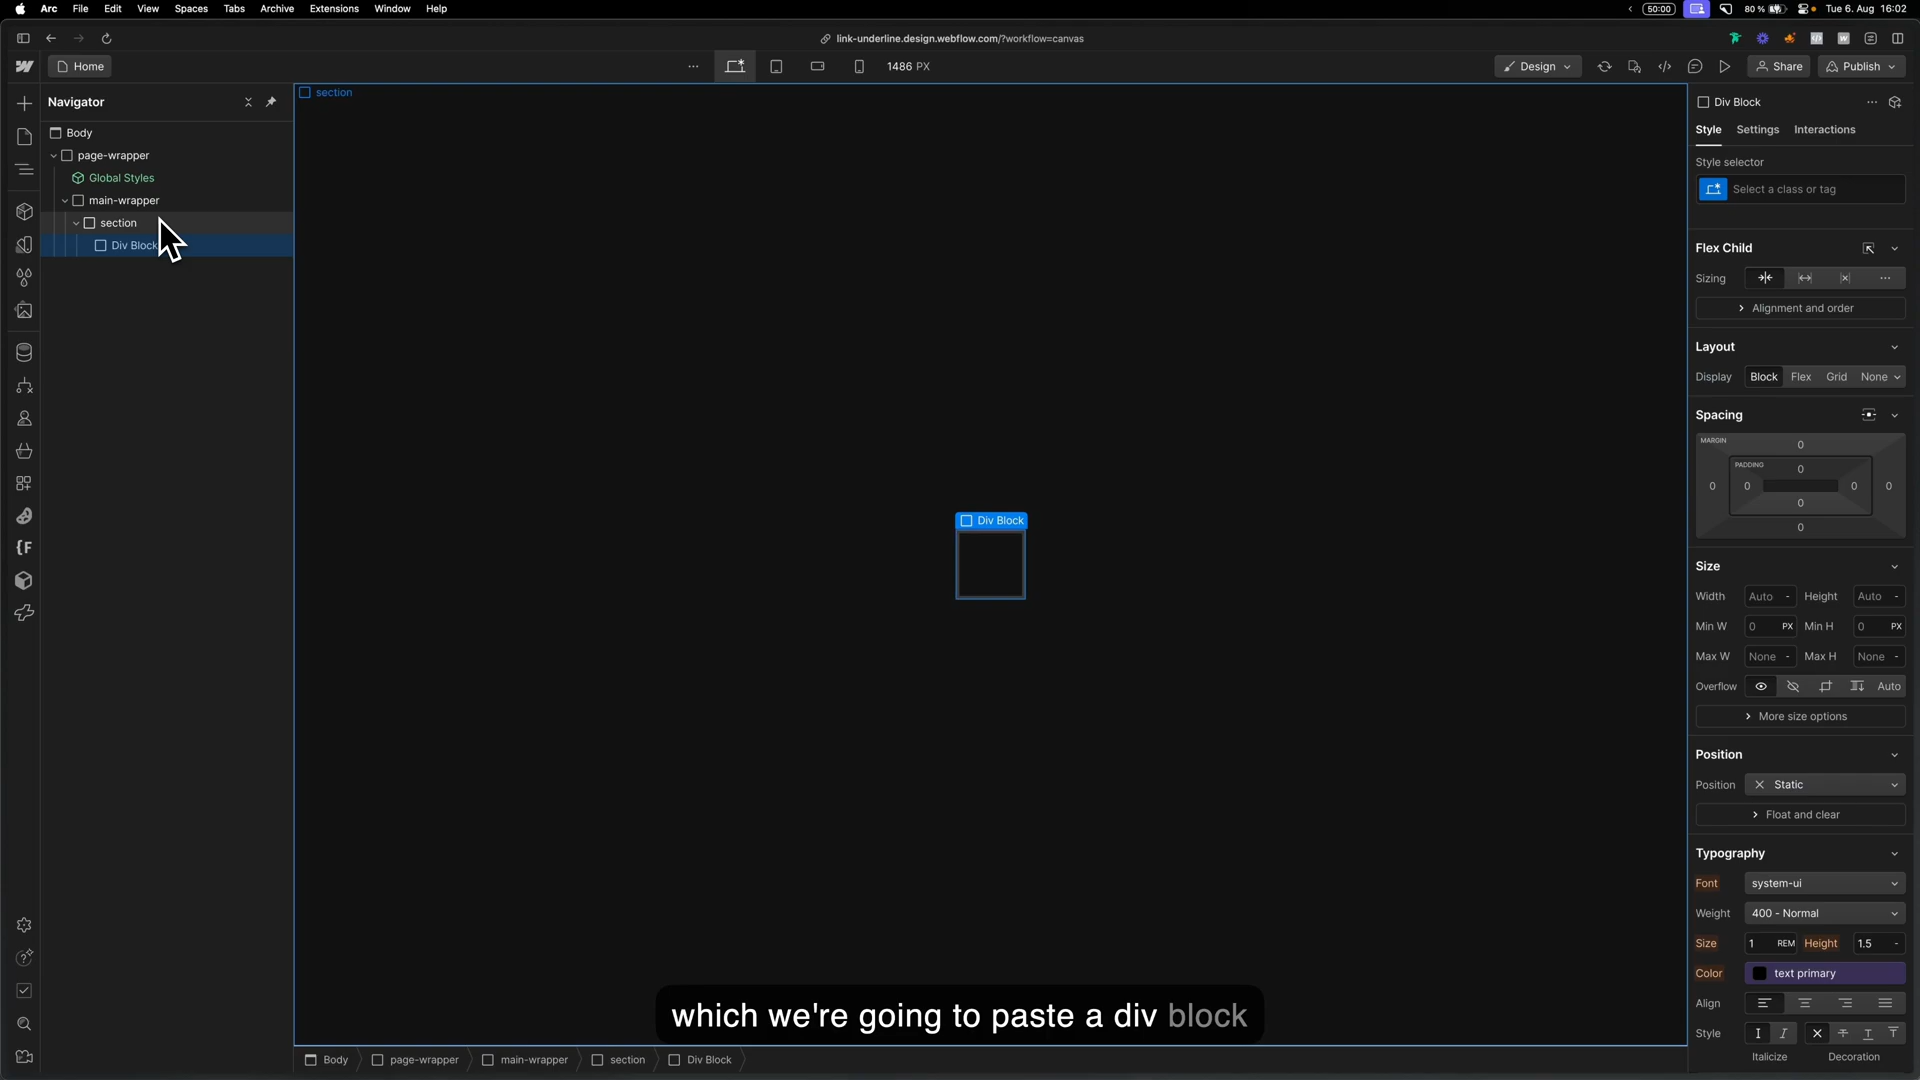 Arc File Edit View Spaces Tabs Archive Extensions Window Help
50:00 80 % Tue 6. Aug 16:02
link-underline.design.webflow.com/?workflow=canvas
Home
1486 PX
Design
Share
Publish
Navigator
Body
page-wrapper
Global Styles
main-wrapper
section
Div Block
section
Div Block
which we're going to paste a div block
Body page-wrapper main-wrapper section Div Block
Div Block
Style Settings Interactions
Style selector
Select a class or tag
Flex Child
Sizing
Alignment and order
Layout
Display Block Flex Grid None
Spacing
MARGIN
0
PADDING
0
0 0 0 0
0
0
Size
Width Auto - Height Auto -
Min W 0 PX Min H 0 PX
Max W None - Max H None -
Overflow Auto
More size options
Position
Position Static
Float and clear
Typography
Font system-ui
Weight 400 - Normal
Size 1 REM Height 1.5 -
Color text primary
Align
Style
Italicize Decoration